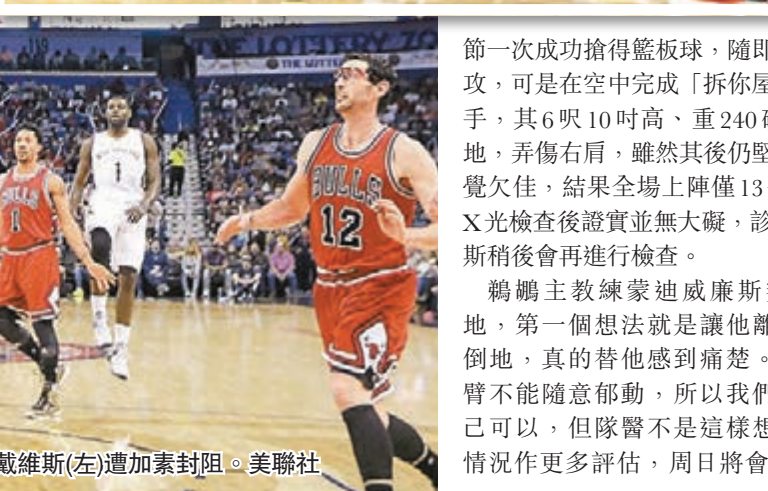 119
THE LOTTERY ZO
THE LOTTE
1
BULLS
1
BULLS
12
戴維斯(左)遭加素封阻。美聯社
節一次成功搶得籃板球,隨即
攻,可是在空中完成「拆你屋
手,其6呎10吋高、重240磅
地,弄傷右肩,雖然其後仍堅
覺欠佳,結果全場上陣僅13
X光檢查後證實並無大礙,該
斯稍後會再進行檢查。
鵜鶘主教練蒙迪威廉斯
地,第一個想法就是讓他離
倒地,真的替他感到痛楚。
臂不能隨意郁動,所以我們
己可以,但隊醫不是這樣想
情況作更多評估,周日將會